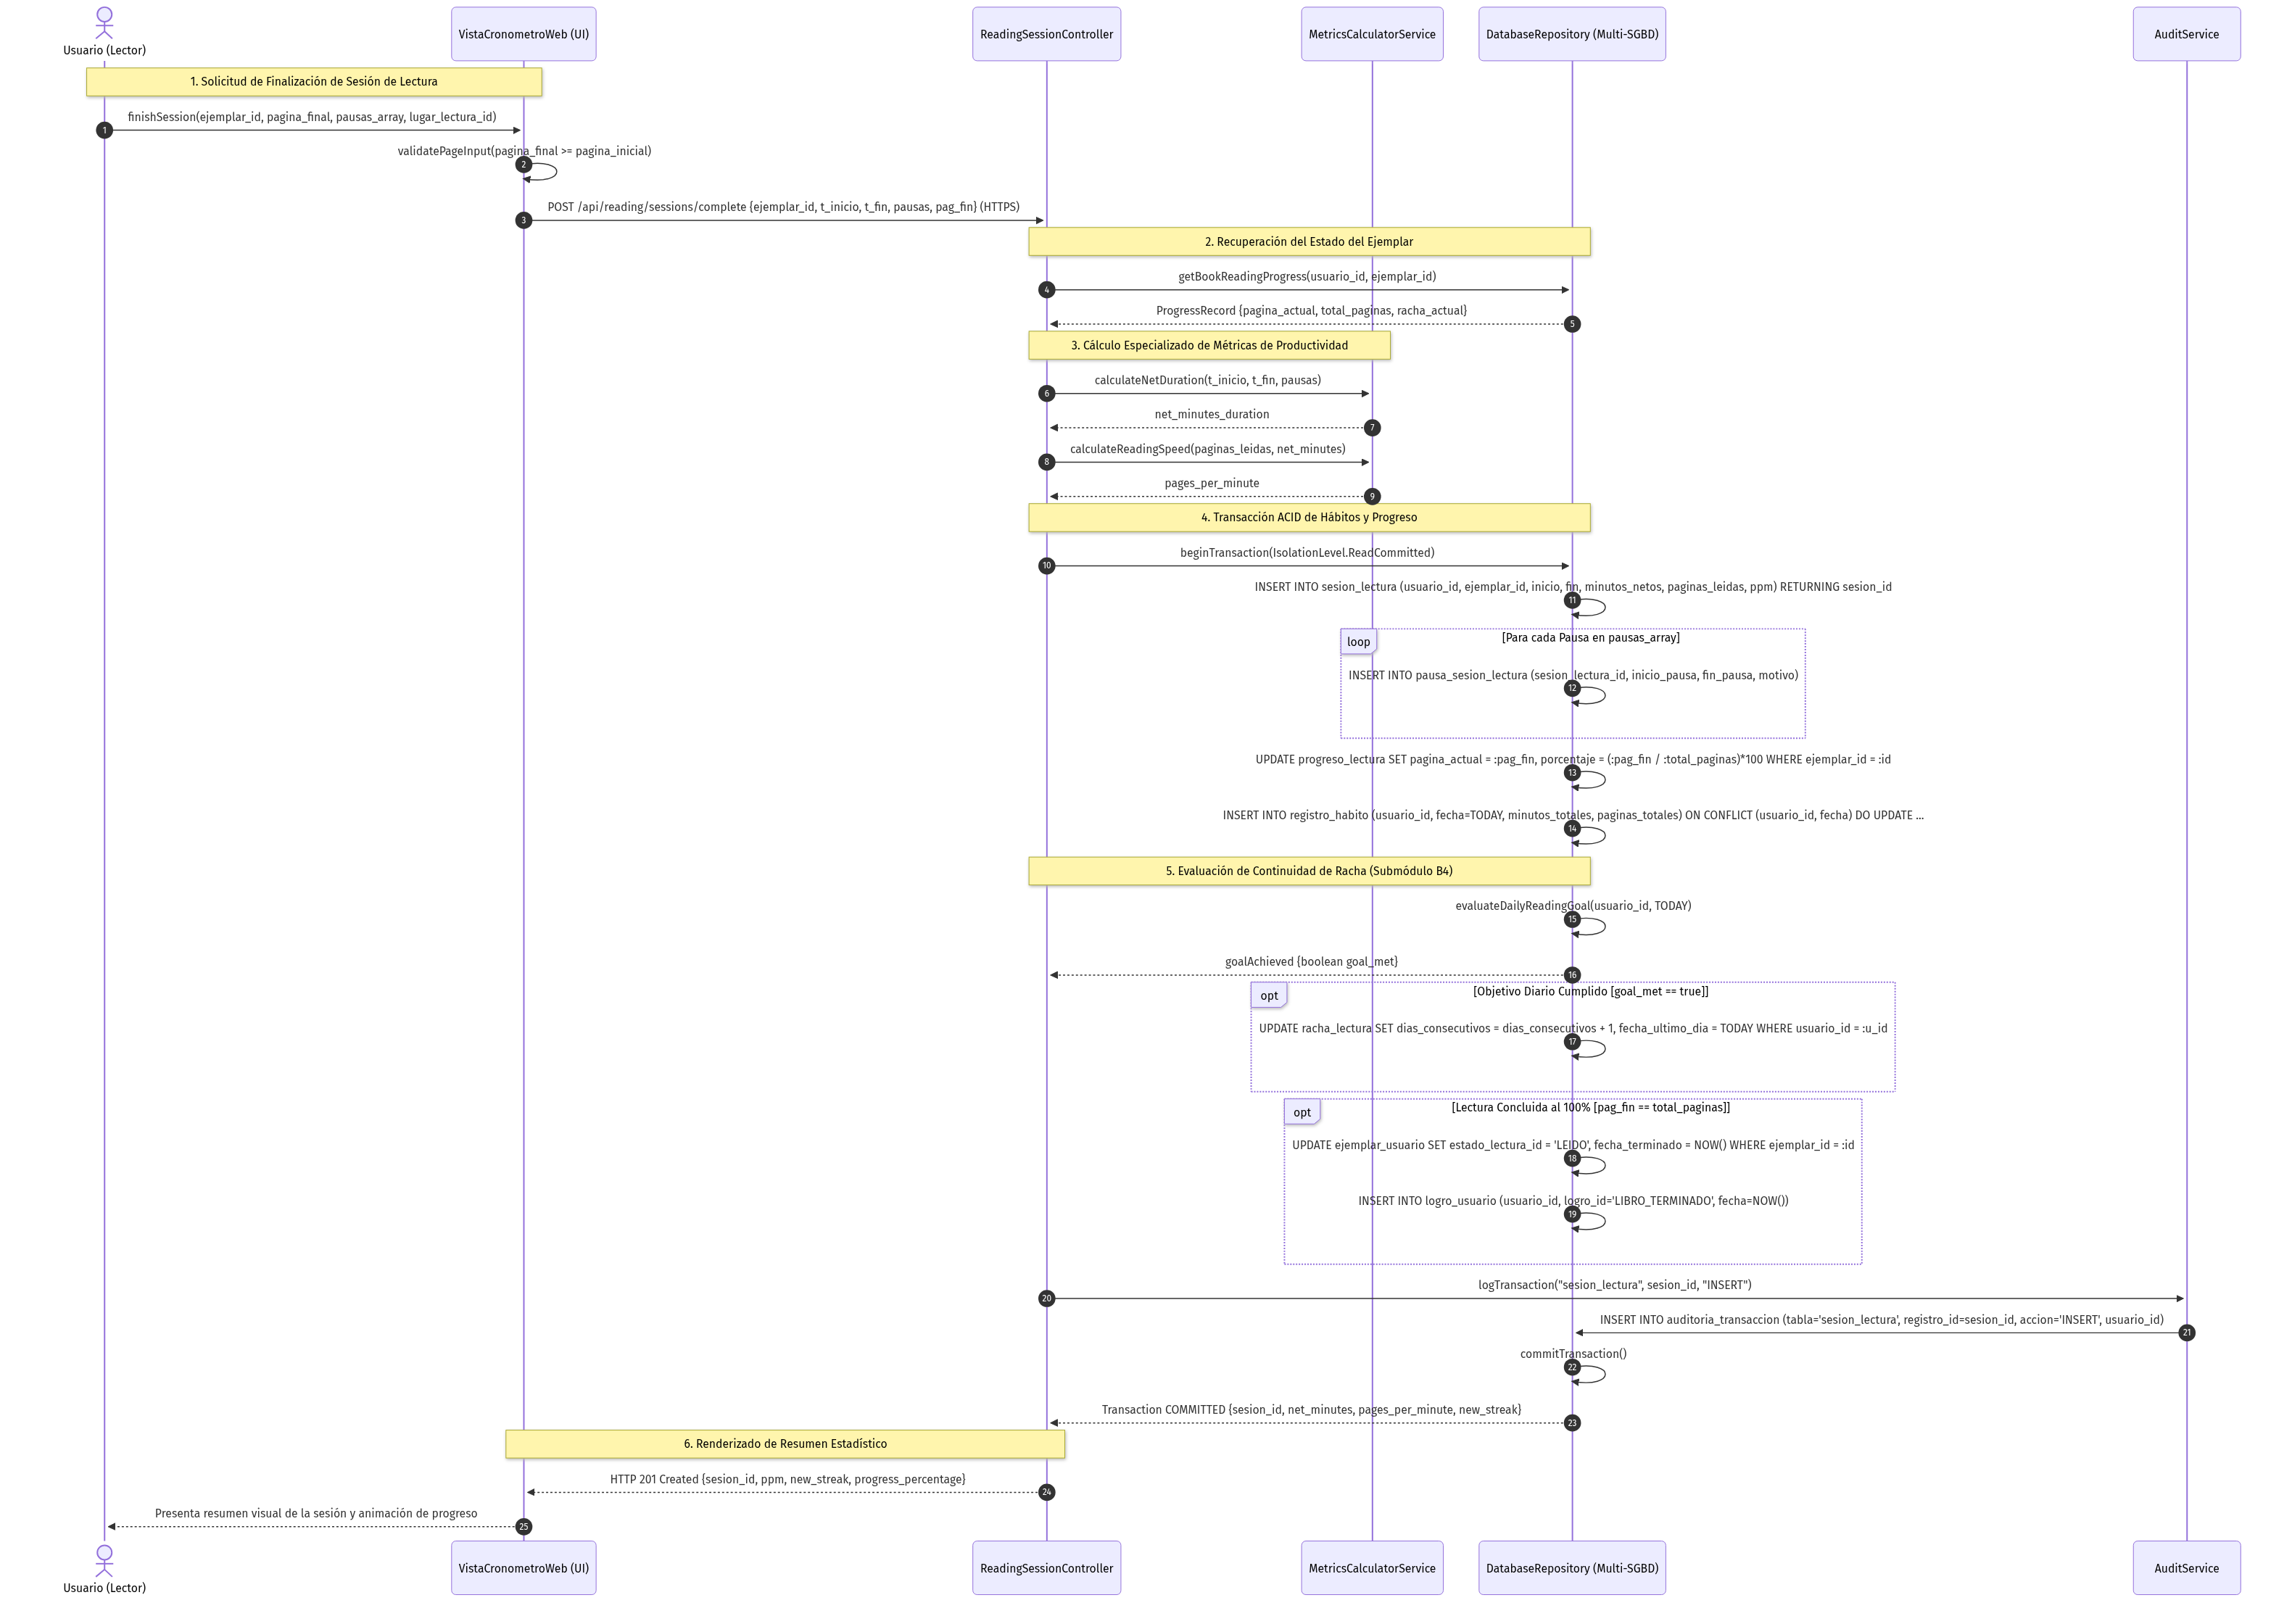 Usuario (Lector)
VistaCronometroWeb (UI)
ReadingSessionController
MetricsCalculatorService
DatabaseRepository (Multi-SGBD)
AuditService
1. Solicitud de Finalización de Sesión de Lectura
finishSession(ejemplar_id, pagina_final, pausas_array, lugar_lectura_id)
1
validatePageInput(pagina_final >= pagina_inicial)
2
POST /api/reading/sessions/complete {ejemplar_id, t_inicio, t_fin, pausas, pag_fin} (HTTPS)
3
2. Recuperación del Estado del Ejemplar
getBookReadingProgress(usuario_id, ejemplar_id)
4
ProgressRecord {pagina_actual, total_paginas, racha_actual}
5
3. Cálculo Especializado de Métricas de Productividad
calculateNetDuration(t_inicio, t_fin, pausas)
6
net_minutes_duration
7
calculateReadingSpeed(paginas_leidas, net_minutes)
8
pages_per_minute
9
4. Transacción ACID de Hábitos y Progreso
beginTransaction(IsolationLevel.ReadCommitted)
10
INSERT INTO sesion_lectura (usuario_id, ejemplar_id, inicio, fin, minutos_netos, paginas_leidas, ppm) RETURNING sesion_id
11
loop
[Para cada Pausa en pausas_array]
INSERT INTO pausa_sesion_lectura (sesion_lectura_id, inicio_pausa, fin_pausa, motivo)
12
UPDATE progreso_lectura SET pagina_actual = :pag_fin, porcentaje = (:pag_fin / :total_paginas)*100 WHERE ejemplar_id = :id
13
INSERT INTO registro_habito (usuario_id, fecha=TODAY, minutos_totales, paginas_totales) ON CONFLICT (usuario_id, fecha) DO UPDATE ...
14
5. Evaluación de Continuidad de Racha (Submódulo B4)
evaluateDailyReadingGoal(usuario_id, TODAY)
15
goalAchieved {boolean goal_met}
16
opt
[Objetivo Diario Cumplido [goal_met == true]]
UPDATE racha_lectura SET dias_consecutivos = dias_consecutivos + 1, fecha_ultimo_dia = TODAY WHERE usuario_id = :u_id
17
opt
[Lectura Concluida al 100% [pag_fin == total_paginas]]
UPDATE ejemplar_usuario SET estado_lectura_id = 'LEIDO', fecha_terminado = NOW() WHERE ejemplar_id = :id
18
INSERT INTO logro_usuario (usuario_id, logro_id='LIBRO_TERMINADO', fecha=NOW())
19
logTransaction("sesion_lectura", sesion_id, "INSERT")
20
INSERT INTO auditoria_transaccion (tabla='sesion_lectura', registro_id=sesion_id, accion='INSERT', usuario_id)
21
commitTransaction()
22
Transaction COMMITTED {sesion_id, net_minutes, pages_per_minute, new_streak}
23
6. Renderizado de Resumen Estadístico
HTTP 201 Created {sesion_id, ppm, new_streak, progress_percentage}
24
Presenta resumen visual de la sesión y animación de progreso
25
Usuario (Lector)
VistaCronometroWeb (UI)
ReadingSessionController
MetricsCalculatorService
DatabaseRepository (Multi-SGBD)
AuditService